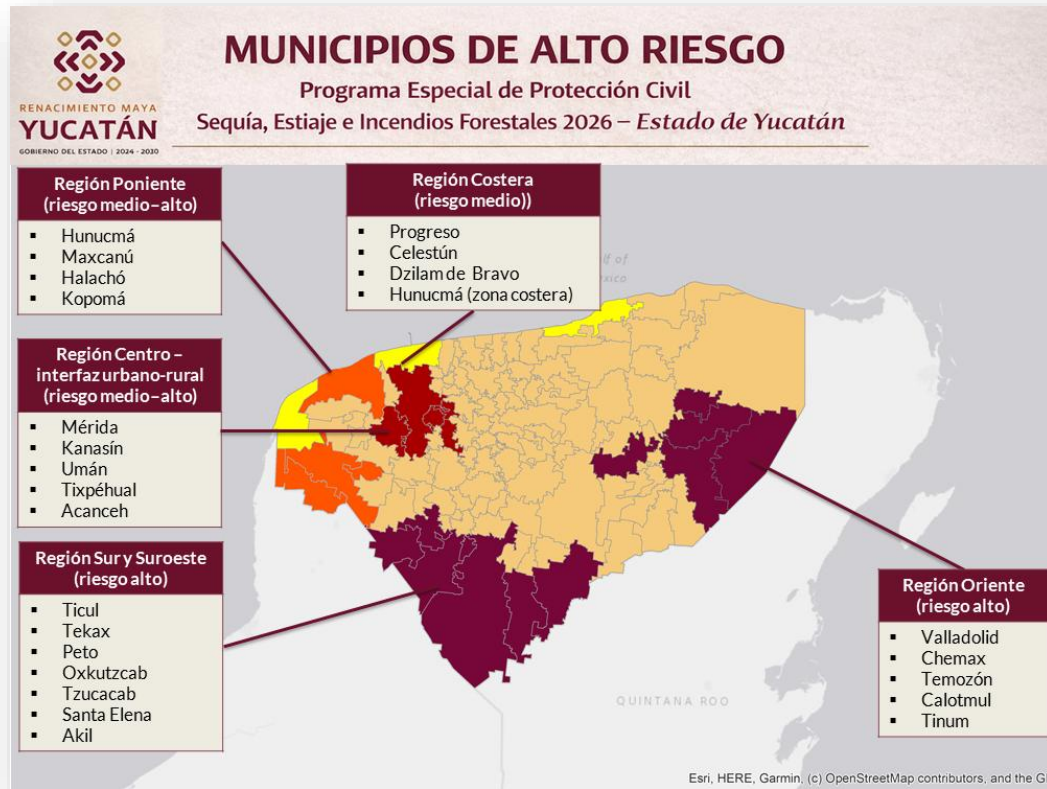 RENACIMIENTO MAYA
YUCATÁN
GOBIERNO DEL ESTADO | 2024 - 2030
MUNICIPIOS DE ALTO RIESGO
Programa Especial de Protección Civil
Sequía, Estiaje e Incendios Forestales 2026 – Estado de Yucatán
Región Poniente
(riesgo medio–alto)
▪ Hunucmá
▪ Maxcanú
▪ Halachó
▪ Kopomá
Región Costera
(riesgo medio))
▪ Progreso
▪ Celestún
▪ Dzilam de Bravo
▪ Hunucmá (zona costera)
lf of
xico
Región Centro –
interfaz urbano-rural
(riesgo medio–alto)
▪ Mérida
▪ Kanasín
▪ Umán
▪ Tixpéhual
▪ Acanceh
Región Sur y Suroeste
(riesgo alto)
▪ Ticul
▪ Tekax
▪ Peto
▪ Oxkutzcab
▪ Tzucacab
▪ Santa Elena
▪ Akil
Región Oriente
(riesgo alto)
▪ Valladolid
▪ Chemax
▪ Temozón
▪ Calotmul
▪ Tinum
QUINTANA ROO
Esri, HERE, Garmin, (c) OpenStreetMap contributors, and the G